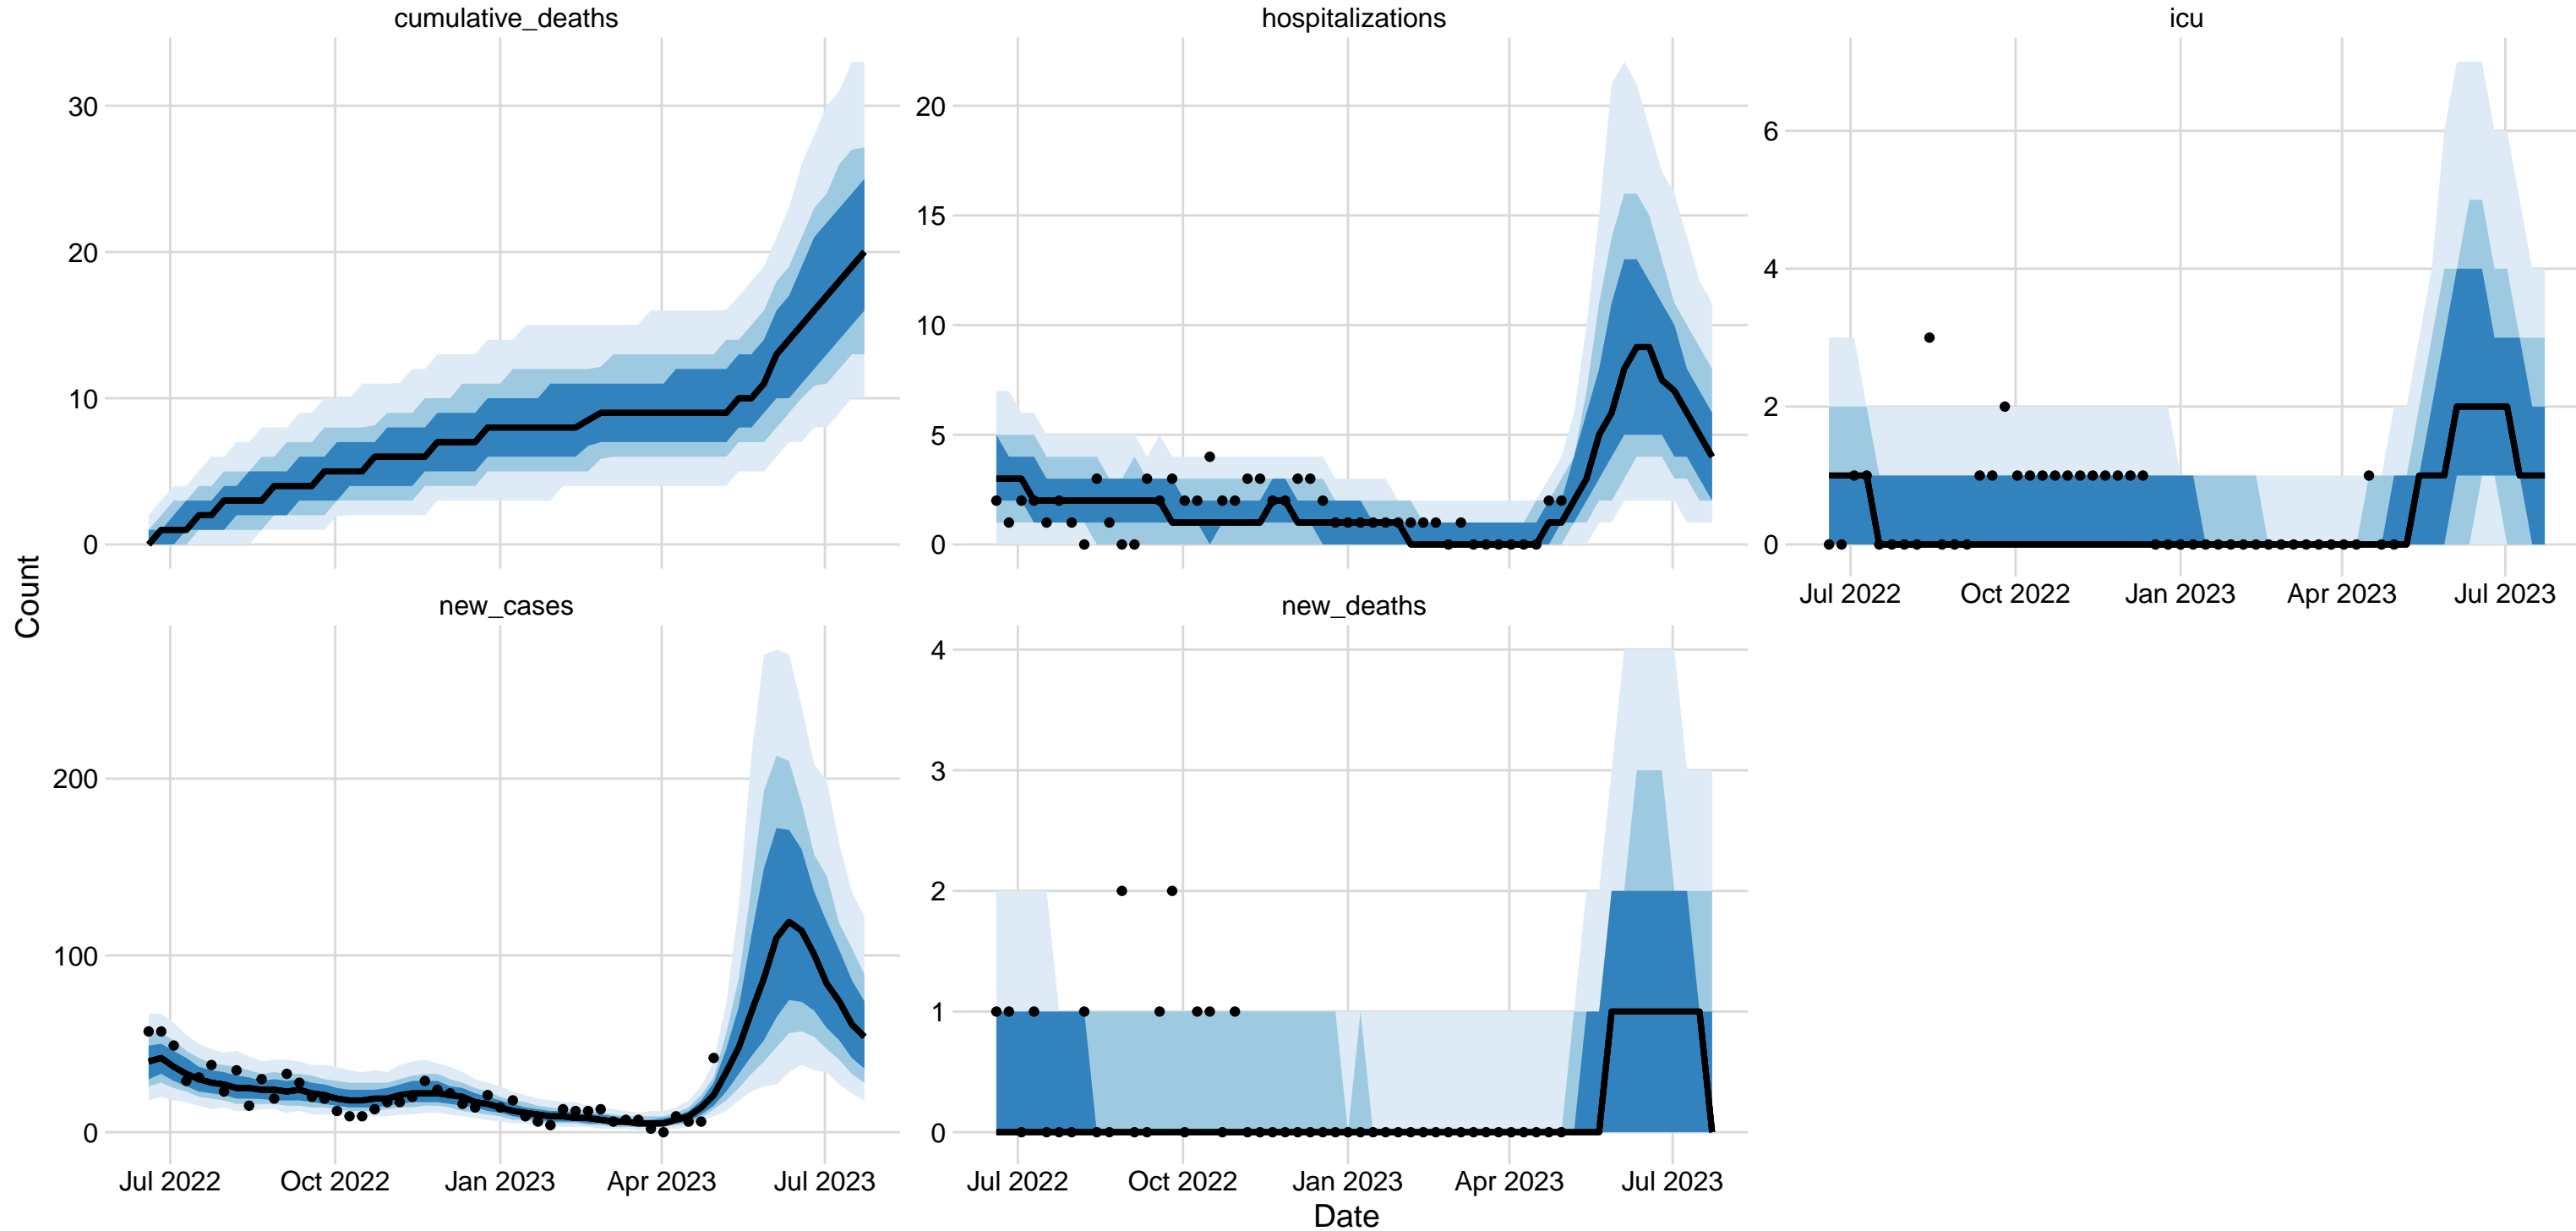 cumulative_deaths
hospitalizations
icu
30
20
10
0
20
15
10
5
0
6
4
2
0
Jul 2022 Oct 2022 Jan 2023 Apr 2023 Jul 2023
Count
new_cases
new_deaths
200
100
0
4
3
2
1
0
Jul 2022 Oct 2022 Jan 2023 Apr 2023 Jul 2023
Jul 2022 Oct 2022 Jan 2023 Apr 2023 Jul 2023
Date